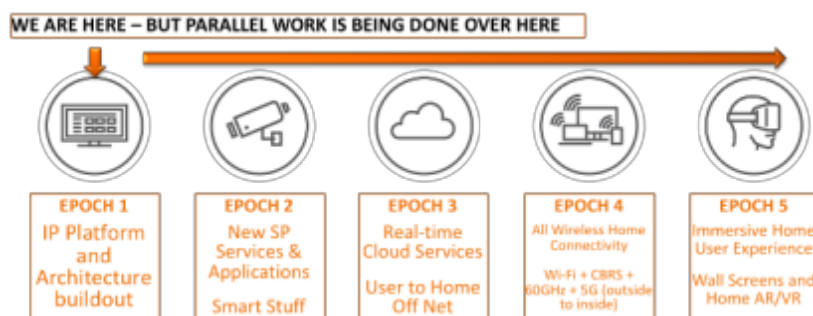 WE ARE HERE – BUT PARALLEL WORK IS BEING DONE OVER HERE
EPOCH 1
IP Platform
and
Architecture
buildout
EPOCH 2
New SP
Services &
Applications
Smart Stuff
EPOCH 3
Real-time
Cloud Services
User to Home
Off Net
EPOCH 4
All Wireless Home
Connectivity
Wi-Fi + CBRS +
60GHz + 5G (outside
to inside)
EPOCH 5
Immersive Home
User Experience
Wall Screens and
Home AR/VR